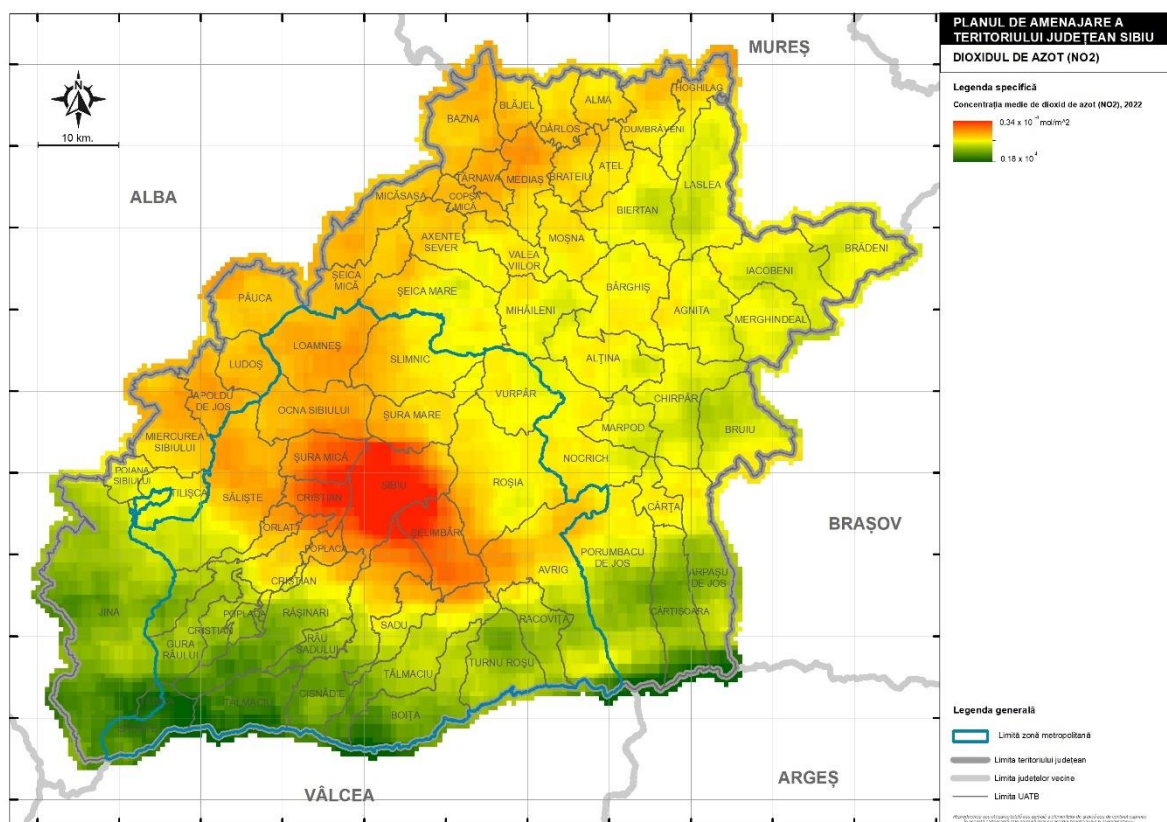 PLANUL DE AMENAJARE A
TERITORIULUI JUDEȚEAN SIBIU
DIOXIDUL DE AZOT (NO2)
Legenda specifică
Concentrația medie de dioxid de azot (NO2), 2022
0.34 x 10 mol/m^2
0.18 x 10
N
10 km.
MUREȘ
ALBA
BRAȘOV
ARGEȘ
VÂLCEA
HOGHILAG
BLĂJEL
ALMA
BAZNA
DÂRLOS
DUMBRĂVENI
AȚEL
TÂRNAVA
MEDIAȘ
BRATEIU
LASLEA
MICĂSASA
COPȘA
MICĂ
BIERTAN
AXENTE
SEVER
MOȘNA
BRĂDENI
VALEA
VIILOR
IACOBENI
ȘEICA
MICĂ
ȘEICA MARE
BÂRGHIȘ
PĂUCA
MIHĂILENI
AGNITA
MERGHINDEAL
LOAMNEȘ
SLIMNIC
ALȚINA
LUDOȘ
VURPĂR
APOLDU
DE JOS
CHIRPĂR
OCNA SIBIULUI
ȘURA MARE
MARPOD
BRUIU
MIERCUREA
SIBIULUI
ȘURA MICĂ
NOCRICH
POIANA
SIBIULUI
TILIȘCA
SĂLIȘTE
CRISTIAN
SIBIU
ROȘIA
CÂRȚA
ORLAT
ȘELIMBĂR
POPLACA
PORUMBACU
DE JOS
AVRIG
ARPAȘU
DE JOS
CRISTIAN
JINA
POPLACA
RĂȘINARI
CÂRȚIȘOARA
CRISTIAN
SADU
RACOVIȚA
GURA
RÂULUI
RÂU
SADULUI
TĂLMACIU
TURNU ROȘU
TĂLMACIU
CISNĂDIE
BOIȚA
Legenda generală
Limită zonă metropolitană
Limita teritoriului județean
Limita județelor vecine
Limita UATB